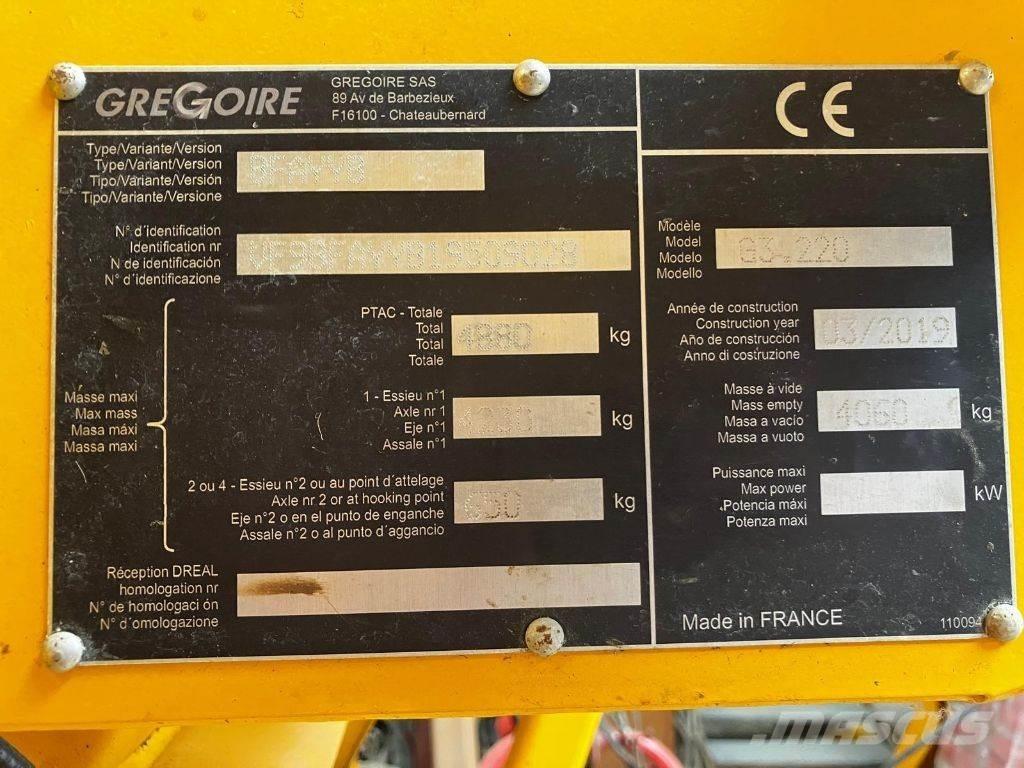 GREGOIRE
GREGOIRE SAS
89 Av de Barbezieux
F16100 - Chateaubernard
CE
Type/Variante/Version
Type/Variant/Version
Tipo/Variante/Versión
Tipo/Variante/Versione
BFAYVB
N° d´identification
Identification nr
N de identificación
N° d´identificazione
Modèle
Model
Modelo
Modello
G3.220
PTAC - Totale
Total
Total
Totale
4880
kg
Année de construction
Construction year
Año de construcción
Anno di costruzione
03/2019
Masse maxi
Max mass
Masa máxi
Massa maxi
1 - Essieu n°1
Axle nr 1
Eje n°1
Assale n°1
4230
kg
Masse à vide
Mass empty
Masa a vacio
Massa a vuoto
4060
kg
2 ou 4 - Essieu n°2 ou au point d´attelage
Axle nr 2 or at hooking point
Eje n°2 o en el punto de enganche
Assale n°2 o al punto d´aggancio
650
kg
Puissance maxi
Max power
Potencia máxi
Potenza maxi
kW
Réception DREAL
homologation nr
N° de homologaci ón
N° d´omologazione
Made in FRANCE
MASCUS